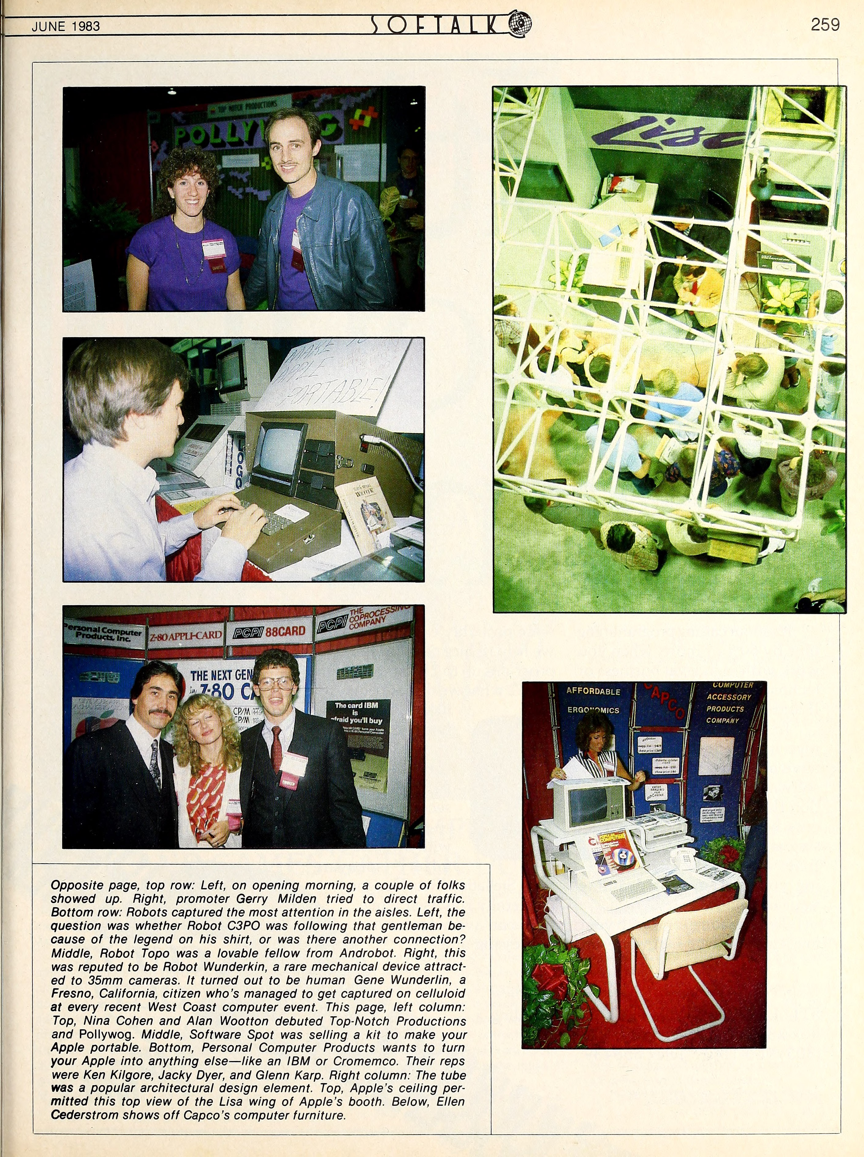 JUNE 1983
SOFTALK
259
TOP NOTCH PRODUCTIONS
Lisa
MAKE
APPLE
PORTABLE!
LOGO
Personal Computer
Products, Inc.
Z-80 APPLI-CARD
PCPI 88CARD
PCPI THE
COPROCESSING
COMPANY
THE NEXT GEN
Z-80 C
CP/M
The card IBM
is
afraid you'll buy
AFFORDABLE
ERGONOMICS
CAPCO
COMPUTER
ACCESSORY
PRODUCTS
COMPANY
Opposite page, top row: Left, on opening morning, a couple of folks
showed up. Right, promoter Gerry Milden tried to direct traffic.
Bottom row: Robots captured the most attention in the aisles. Left, the
question was whether Robot C3PO was following that gentleman be-
cause of the legend on his shirt, or was there another connection?
Middle, Robot Topo was a lovable fellow from Androbot. Right, this
was reputed to be Robot Wunderkin, a rare mechanical device attract-
ed to 35mm cameras. It turned out to be human Gene Wunderlin, a
Fresno, California, citizen who's managed to get captured on celluloid
at every recent West Coast computer event. This page, left column:
Top, Nina Cohen and Alan Wootton debuted Top-Notch Productions
and Pollywog. Middle, Software Spot was selling a kit to make your
Apple portable. Bottom, Personal Computer Products wants to turn
your Apple into anything else—like an IBM or Cromemco. Their reps
were Ken Kilgore, Jacky Dyer, and Glenn Karp. Right column: The tube
was a popular architectural design element. Top, Apple's ceiling per-
mitted this top view of the Lisa wing of Apple's booth. Below, Ellen
Cederstrom shows off Capco's computer furniture.